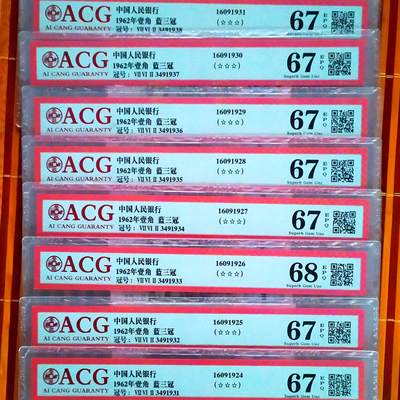 ACG
AI CANG GUARANTY
中国人民银行
1962年壹角 蓝三冠
冠号：VII VI II 3491938
16091931
(☆☆☆)
67
EPQ
ACG
AI CANG GUARANTY
中国人民银行
1962年壹角 蓝三冠
冠号：VII VI II 3491937
16091930
(☆☆☆)
67
EPQ
Superb Gem Unc
ACG
AI CANG GUARANTY
中国人民银行
1962年壹角 蓝三冠
冠号：VII VI II 3491936
16091929
(☆☆☆)
67
EPQ
Superb Gem Unc
ACG
AI CANG GUARANTY
中国人民银行
1962年壹角 蓝三冠
冠号：VII VI II 3491935
16091928
(☆☆☆)
67
EPQ
Superb Gem Unc
ACG
AI CANG GUARANTY
中国人民银行
1962年壹角 蓝三冠
冠号：VII VI II 3491934
16091927
(☆☆☆)
67
EPQ
Superb Gem Unc
ACG
AI CANG GUARANTY
中国人民银行
1962年壹角 蓝三冠
冠号：VII VI II 3491933
16091926
(☆☆☆)
68
EPQ
Superb Gem Unc
ACG
AI CANG GUARANTY
中国人民银行
1962年壹角 蓝三冠
冠号：VII VI II 3491932
16091925
(☆☆☆)
67
EPQ
Superb Gem Unc
ACG
AI CANG GUARANTY
中国人民银行
1962年壹角 蓝三冠
冠号：VII VI II 3491931
16091924
(☆☆☆)
67
EPQ
Superb Gem Unc